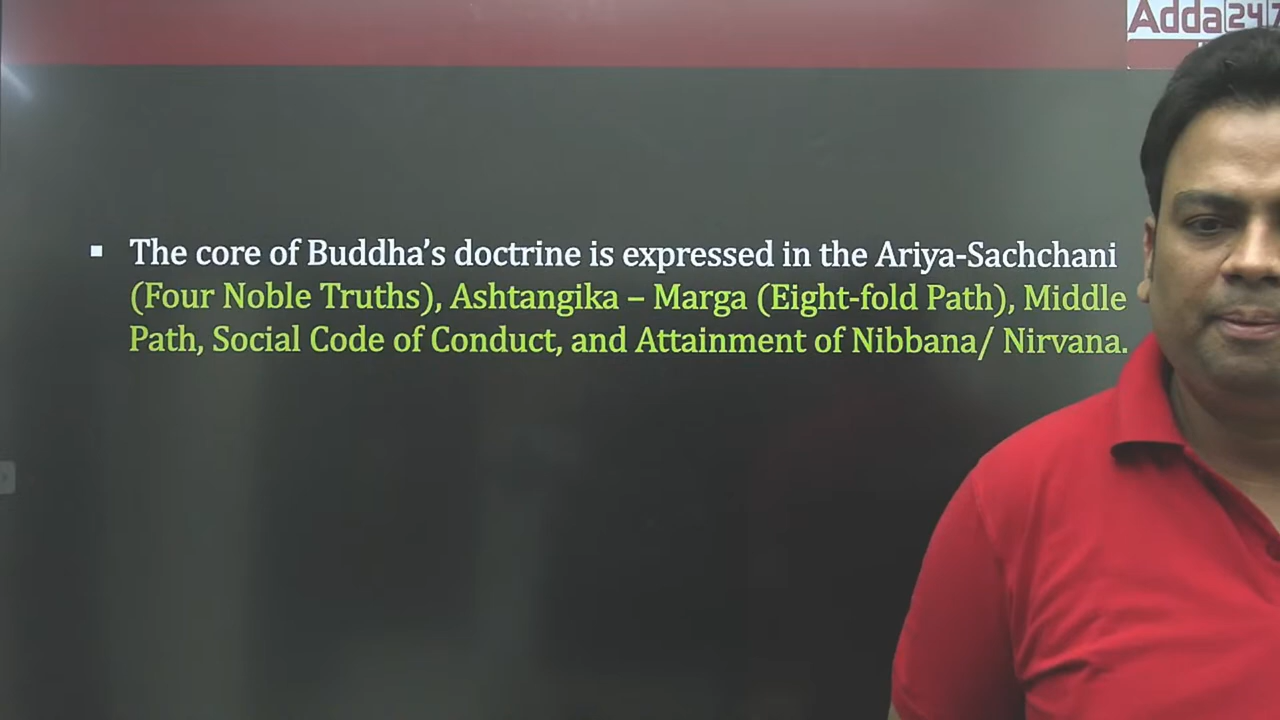 Adda247
▪ The core of Buddha’s doctrine is expressed in the Ariya-Sachchani
(Four Noble Truths), Ashtangika – Marga (Eight-fold Path), Middle
Path, Social Code of Conduct, and Attainment of Nibbana/ Nirvana.